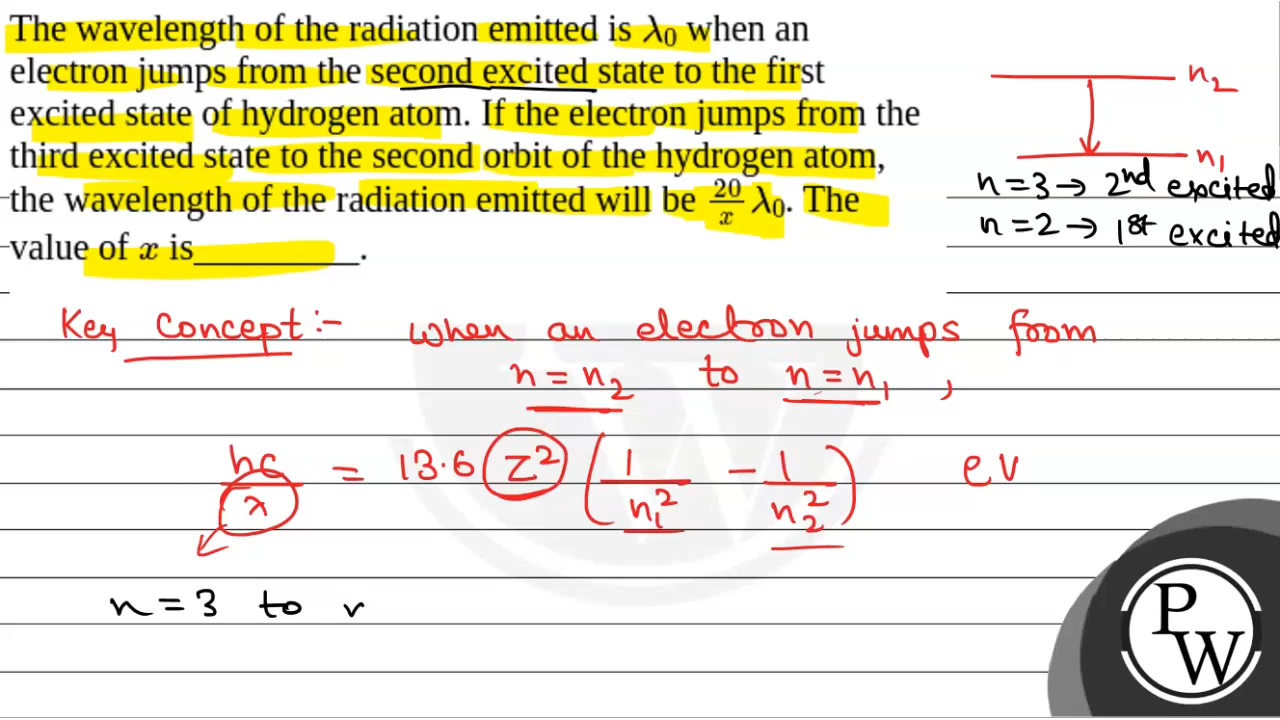 The wavelength of the radiation emitted is λ₀ when an
electron jumps from the second excited state to the first
excited state of hydrogen atom. If the electron jumps from the
third excited state to the second orbit of the hydrogen atom,
the wavelength of the radiation emitted will be 20/x λ₀. The
value of x is__________.
n₂
n₁
n=3 → 2nd excited
n=2 → 1st excited
Key concept:- when an electron jumps from
n = n₂ to n = n₁ ,
hc/λ = 13.6 Z² (1/n₁² - 1/n₂²) eV
n=3 to
P
W